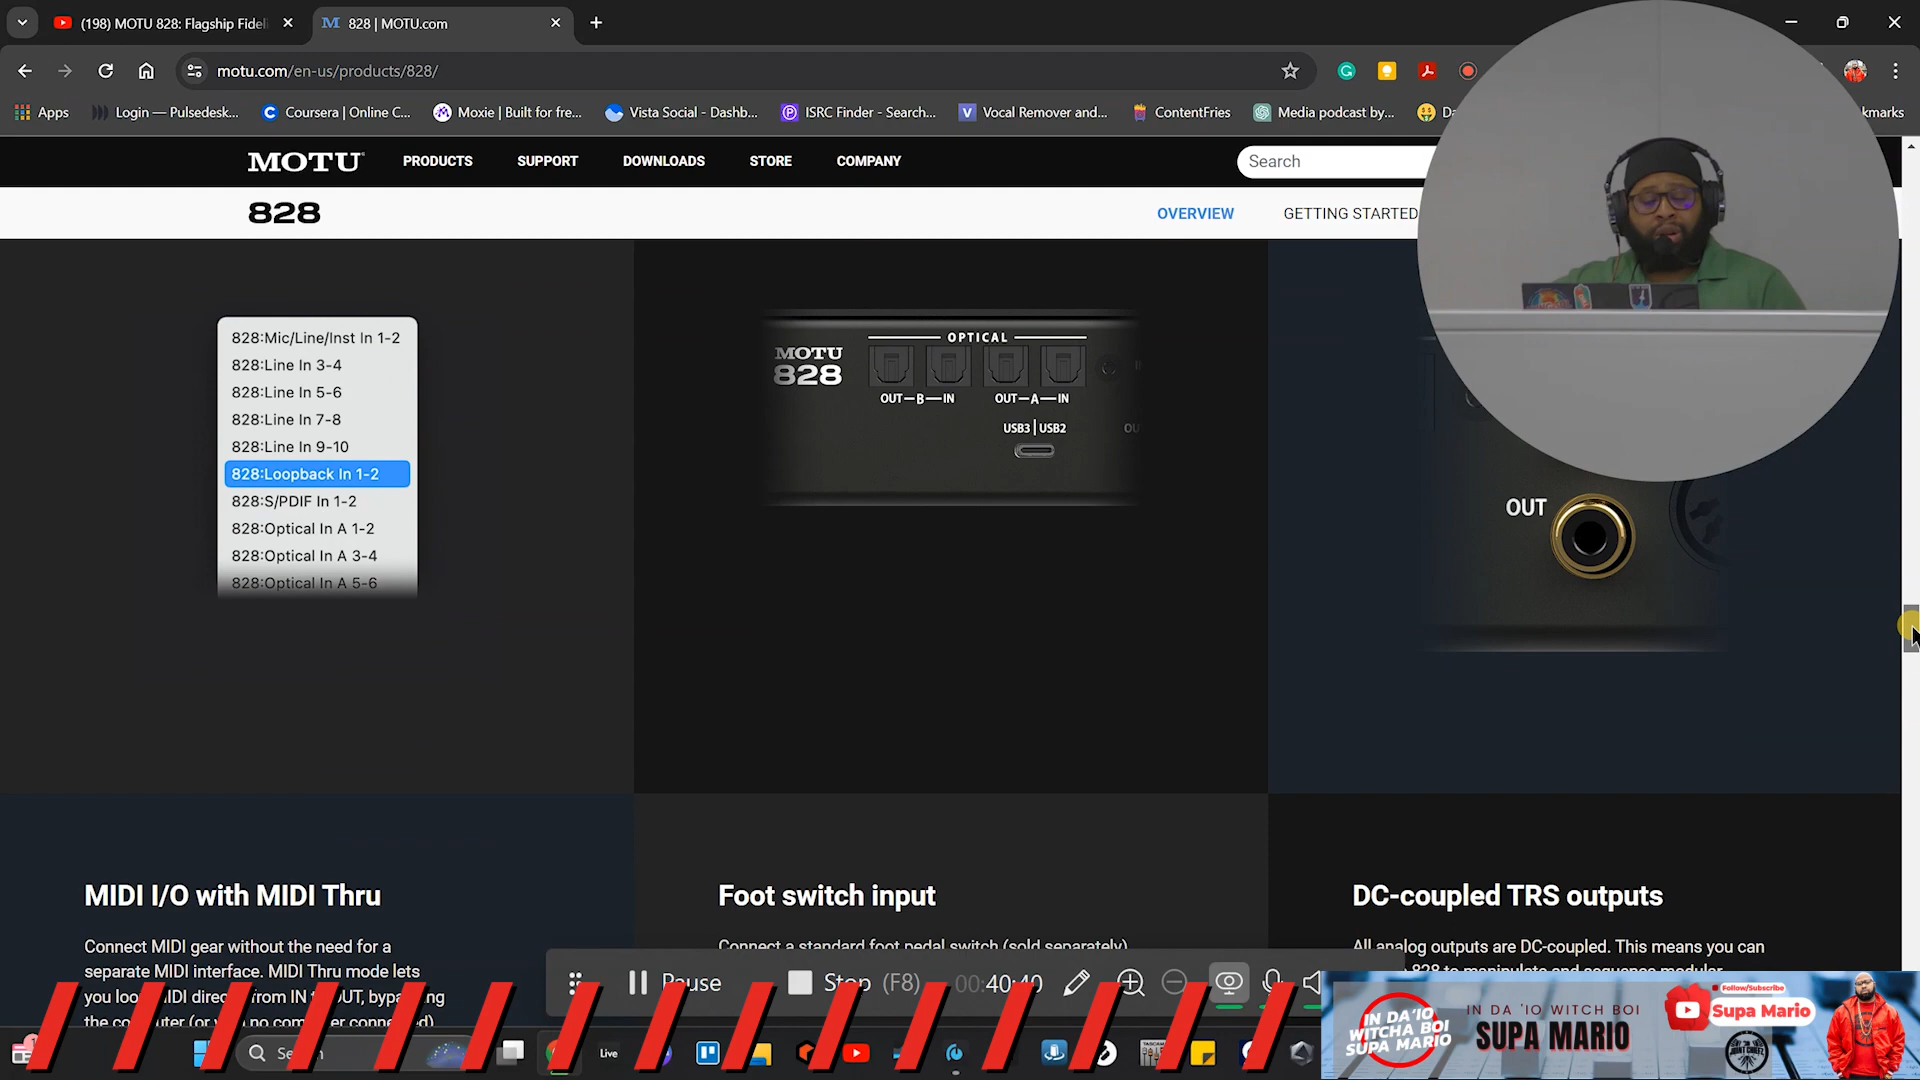 (198) MOTU 828: Flagship Fideli
828 | MOTU.com
motu.com/en-us/products/828/
Apps
Login — Pulsedesk...
Coursera | Online C...
Moxie | Built for fre...
Vista Social - Dashb...
ISRC Finder - Search...
Vocal Remover and...
ContentFries
Media podcast by...
kmarks
MOTU
PRODUCTS
SUPPORT
DOWNLOADS
STORE
COMPANY
Search
828
OVERVIEW
GETTING STARTED
828:Mic/Line/Inst In 1-2
828:Line In 3-4
828:Line In 5-6
828:Line In 7-8
828:Line In 9-10
828:Loopback In 1-2
828:S/PDIF In 1-2
828:Optical In A 1-2
828:Optical In A 3-4
828:Optical In A 5-6
OPTICAL
MOTU
828
OUT—B—IN
OUT—A—IN
USB3 | USB2
OUT
MIDI I/O with MIDI Thru
Connect MIDI gear without the need for a
separate MIDI interface. MIDI Thru mode lets
Foot switch input
Connect a standard foot pedal switch (sold separately)
DC-coupled TRS outputs
All analog outputs are DC-coupled. This means you can
Pause
Stop (F8)
00:40:40
Live
IN DA'IO
WITCHA BOI
SUPA MARIO
IN DA 'IO WITCH BOI
SUPA MARIO
Follow/Subscribe
Supa Mario